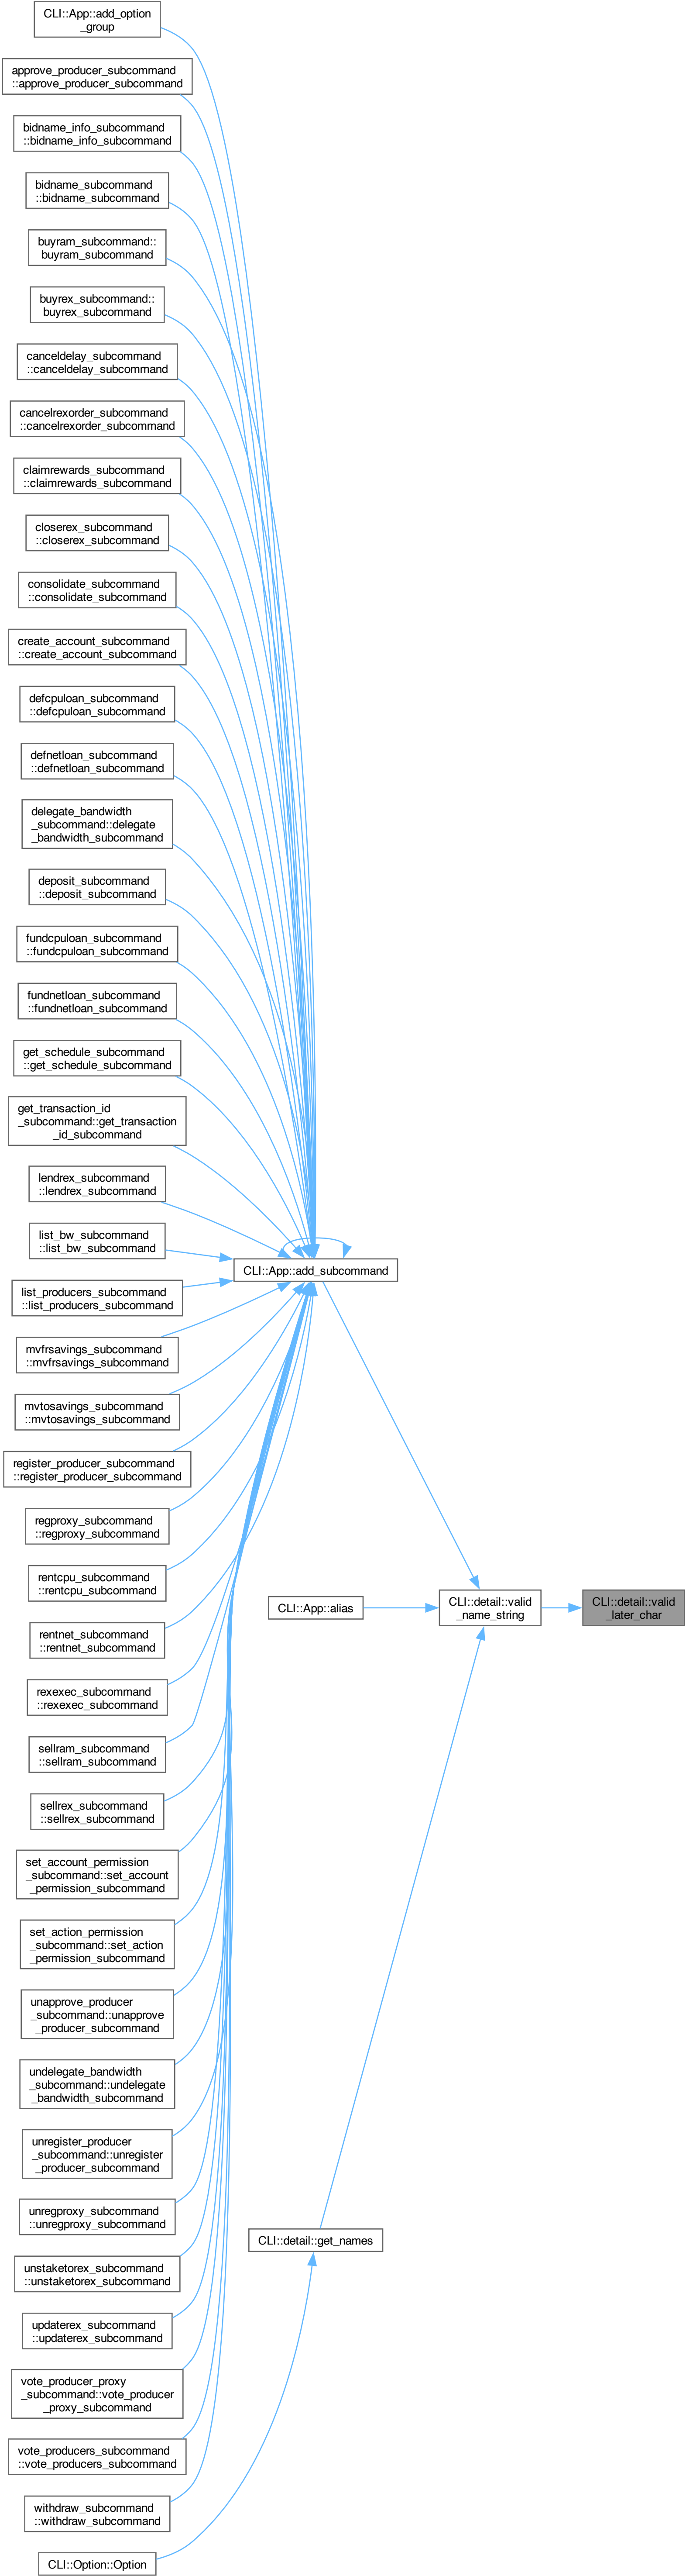 CLI::App::add_option
_group
approve_producer_subcommand
::approve_producer_subcommand
bidname_info_subcommand
::bidname_info_subcommand
bidname_subcommand
::bidname_subcommand
buyram_subcommand::
buyram_subcommand
buyrex_subcommand::
buyrex_subcommand
canceldelay_subcommand
::canceldelay_subcommand
cancelrexorder_subcommand
::cancelrexorder_subcommand
claimrewards_subcommand
::claimrewards_subcommand
closerex_subcommand
::closerex_subcommand
consolidate_subcommand
::consolidate_subcommand
create_account_subcommand
::create_account_subcommand
defcpuloan_subcommand
::defcpuloan_subcommand
defnetloan_subcommand
::defnetloan_subcommand
delegate_bandwidth
_subcommand::delegate
_bandwidth_subcommand
deposit_subcommand
::deposit_subcommand
fundcpuloan_subcommand
::fundcpuloan_subcommand
fundnetloan_subcommand
::fundnetloan_subcommand
get_schedule_subcommand
::get_schedule_subcommand
get_transaction_id
_subcommand::get_transaction
_id_subcommand
lendrex_subcommand
::lendrex_subcommand
list_bw_subcommand
::list_bw_subcommand
CLI::App::add_subcommand
list_producers_subcommand
::list_producers_subcommand
mvfrsavings_subcommand
::mvfrsavings_subcommand
mvtosavings_subcommand
::mvtosavings_subcommand
register_producer_subcommand
::register_producer_subcommand
regproxy_subcommand
::regproxy_subcommand
rentcpu_subcommand
::rentcpu_subcommand
CLI::App::alias
CLI::detail::valid
_name_string
CLI::detail::valid
_later_char
rentnet_subcommand
::rentnet_subcommand
rexexec_subcommand
::rexexec_subcommand
sellram_subcommand
::sellram_subcommand
sellrex_subcommand
::sellrex_subcommand
set_account_permission
_subcommand::set_account
_permission_subcommand
set_action_permission
_subcommand::set_action
_permission_subcommand
unapprove_producer
_subcommand::unapprove
_producer_subcommand
undelegate_bandwidth
_subcommand::undelegate
_bandwidth_subcommand
unregister_producer
_subcommand::unregister
_producer_subcommand
unregproxy_subcommand
::unregproxy_subcommand
CLI::detail::get_names
unstaketorex_subcommand
::unstaketorex_subcommand
updaterex_subcommand
::updaterex_subcommand
vote_producer_proxy
_subcommand::vote_producer
_proxy_subcommand
vote_producers_subcommand
::vote_producers_subcommand
withdraw_subcommand
::withdraw_subcommand
CLI::Option::Option